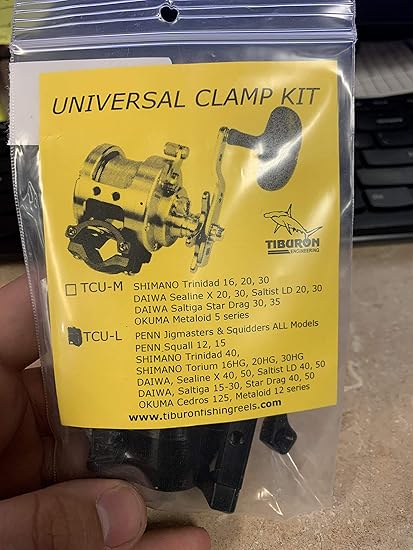 UNIVERSAL CLAMP KIT
TIBURON
ENGINEERING
TCU-M SHIMANO Trinidad 16, 20, 30
DAIWA Sealine X 20, 30, Saltist LD 20, 30
DAIWA Saltiga Star Drag 30, 35
OKUMA Metaloid 5 series
TCU-L PENN Jigmasters & Squidders ALL Models
PENN Squall 12, 15
SHIMANO Trinidad 40,
SHIMANO Torium 16HG, 20HG, 30HG
DAIWA, Sealine X 40, 50, Saltist LD 40, 50
DAIWA, Saltiga 15-30, Star Drag 40, 50
OKUMA Cedros 125, Metaloid 12 series
www.tiburonfishingreels.com